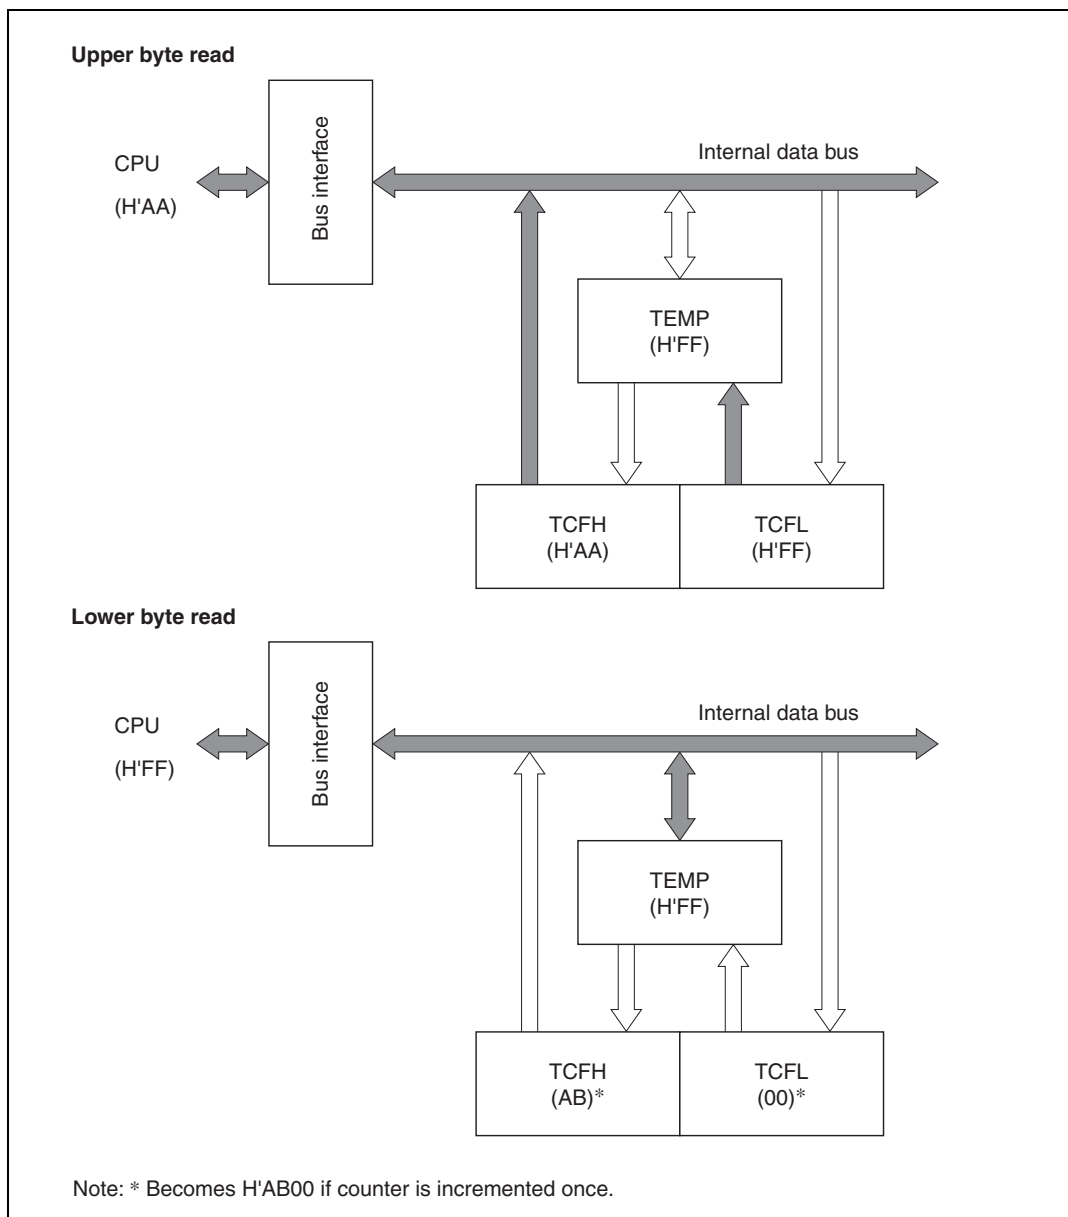 Upper byte read
CPU
(H'AA)
Bus interface
Internal data bus
TEMP
(H'FF)
TCFH
(H'AA)
TCFL
(H'FF)
Lower byte read
CPU
(H'FF)
Bus interface
Internal data bus
TEMP
(H'FF)
TCFH
(AB)*
TCFL
(00)*
Note: * Becomes H'AB00 if counter is incremented once.